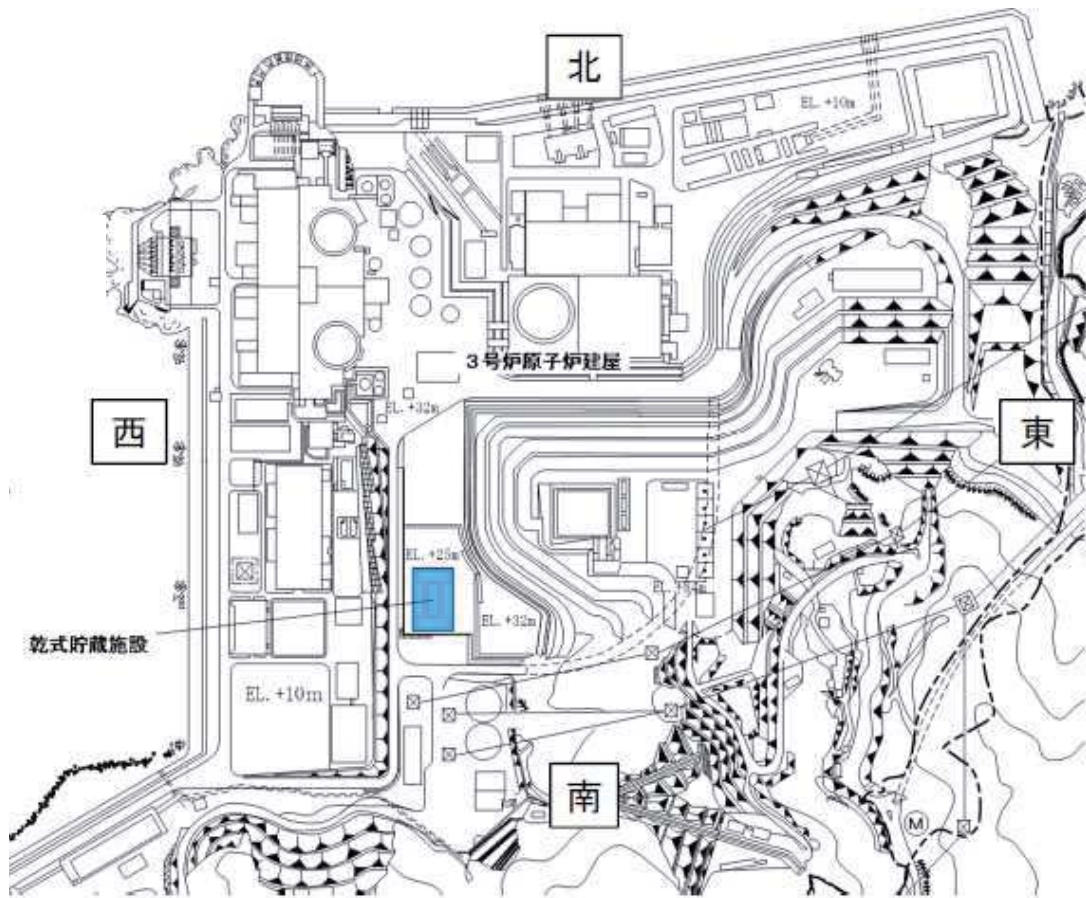 北
EL. +10m
3号炉原子炉建屋
EL. +32m
西
東
EL. +25m
EL. +32m
乾式貯蔵施設
EL. +10m
南
M